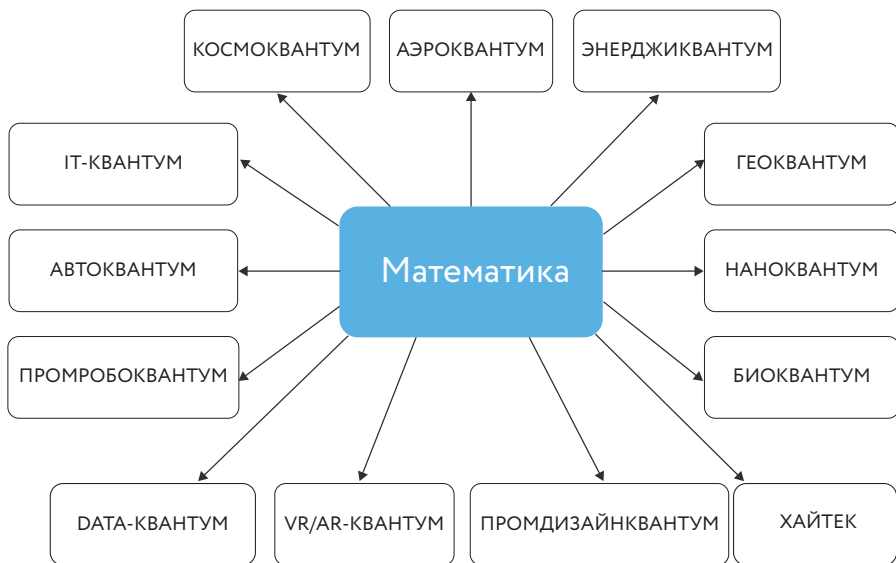 КОСМОКВАНТУМ
АЭРОКВАНТУМ
ЭНЕРДЖИКВАНТУМ
IT-КВАНТУМ
ГЕОКВАНТУМ
АВТОКВАНТУМ
Математика
НАНОКВАНТУМ
ПРОМРОБОКВАНТУМ
БИОКВАНТУМ
DATA-КВАНТУМ
VR/AR-КВАНТУМ
ПРОМДИЗАЙНКВАНТУМ
ХАЙТЕК